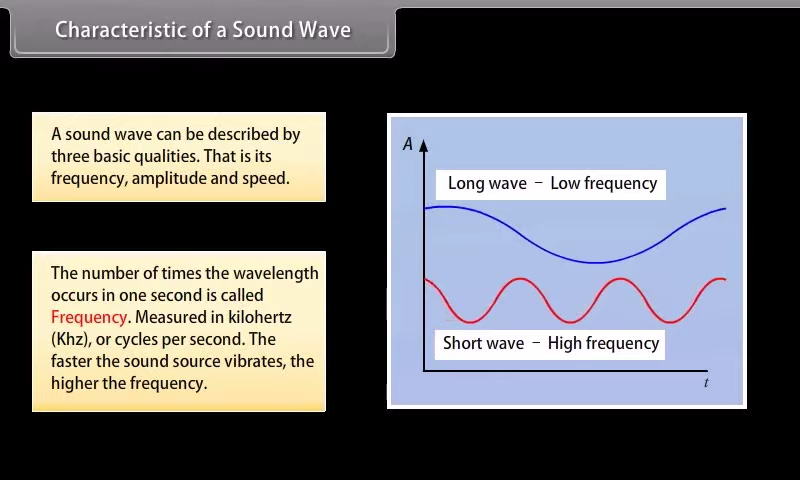 Characteristic of a Sound Wave
A sound wave can be described by
three basic qualities. That is its
frequency, amplitude and speed.
The number of times the wavelength
occurs in one second is called
Frequency. Measured in kilohertz
(Khz), or cycles per second. The
faster the sound source vibrates, the
higher the frequency.
A
Long wave – Low frequency
Short wave – High frequency
t